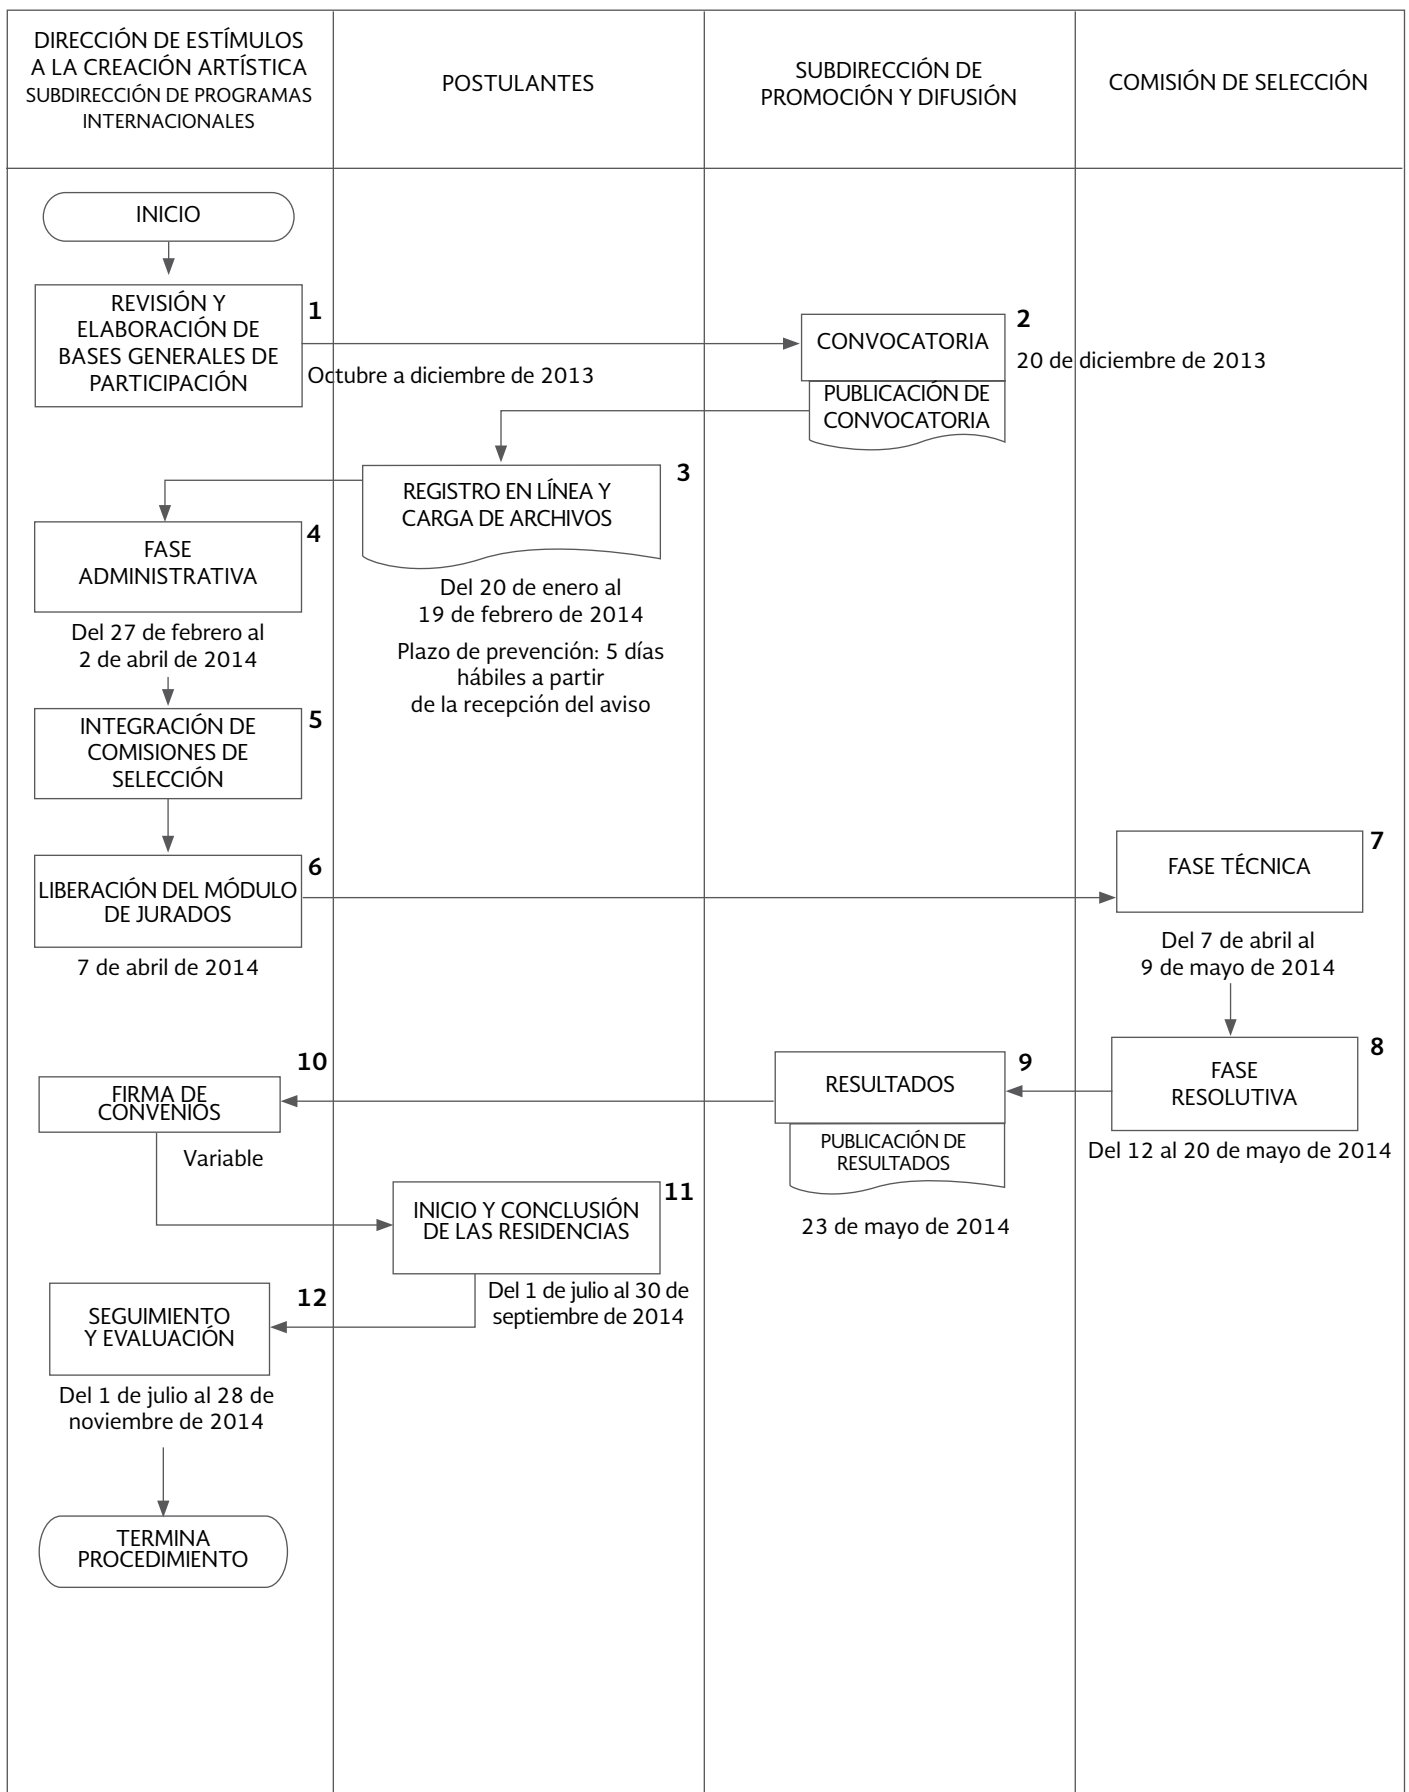 DIRECCIÓN DE ESTÍMULOS
A LA CREACIÓN ARTÍSTICA
SUBDIRECCIÓN DE PROGRAMAS
INTERNACIONALES
POSTULANTES
SUBDIRECCIÓN DE
PROMOCIÓN Y DIFUSIÓN
COMISIÓN DE SELECCIÓN
INICIO
REVISIÓN Y
ELABORACIÓN DE
BASES GENERALES DE
PARTICIPACIÓN
1
Octubre a diciembre de 2013
CONVOCATORIA
2
20 de diciembre de 2013
PUBLICACIÓN DE
CONVOCATORIA
REGISTRO EN LÍNEA Y
CARGA DE ARCHIVOS
3
Del 20 de enero al
19 de febrero de 2014
Plazo de prevención: 5 días
hábiles a partir
de la recepción del aviso
FASE
ADMINISTRATIVA
4
Del 27 de febrero al
2 de abril de 2014
INTEGRACIÓN DE
COMISIONES DE
SELECCIÓN
5
LIBERACIÓN DEL MÓDULO
DE JURADOS
6
7 de abril de 2014
FASE TÉCNICA
7
Del 7 de abril al
9 de mayo de 2014
FASE
RESOLUTIVA
8
Del 12 al 20 de mayo de 2014
RESULTADOS
9
PUBLICACIÓN DE
RESULTADOS
23 de mayo de 2014
10
FIRMA DE
CONVENIOS
Variable
INICIO Y CONCLUSIÓN
DE LAS RESIDENCIAS
11
Del 1 de julio al 30 de
septiembre de 2014
SEGUIMIENTO
Y EVALUACIÓN
12
Del 1 de julio al 28 de
noviembre de 2014
TERMINA
PROCEDIMIENTO